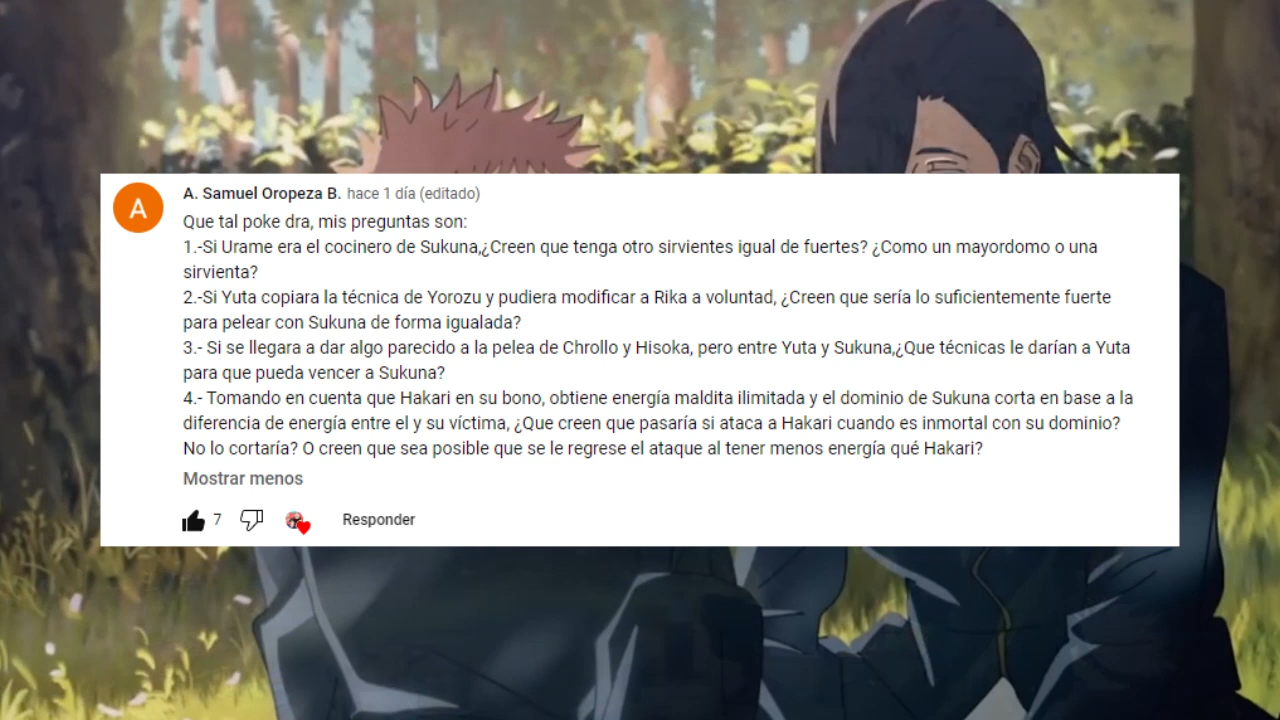 A
A. Samuel Oropeza B. hace 1 día (editado)
Que tal poke dra, mis preguntas son:
1.-Si Urame era el cocinero de Sukuna,¿Creen que tenga otro sirvientes igual de fuertes? ¿Como un mayordomo o una
sirvienta?
2.-Si Yuta copiara la técnica de Yorozu y pudiera modificar a Rika a voluntad, ¿Creen que sería lo suficientemente fuerte
para pelear con Sukuna de forma igualada?
3.- Si se llegara a dar algo parecido a la pelea de Chrollo y Hisoka, pero entre Yuta y Sukuna,¿Que técnicas le darían a Yuta
para que pueda vencer a Sukuna?
4.- Tomando en cuenta que Hakari en su bono, obtiene energía maldita ilimitada y el dominio de Sukuna corta en base a la
diferencia de energía entre el y su víctima, ¿Que creen que pasaría si ataca a Hakari cuando es inmortal con su dominio?
No lo cortaría? O creen que sea posible que se le regrese el ataque al tener menos energía qué Hakari?
Mostrar menos
7
Responder